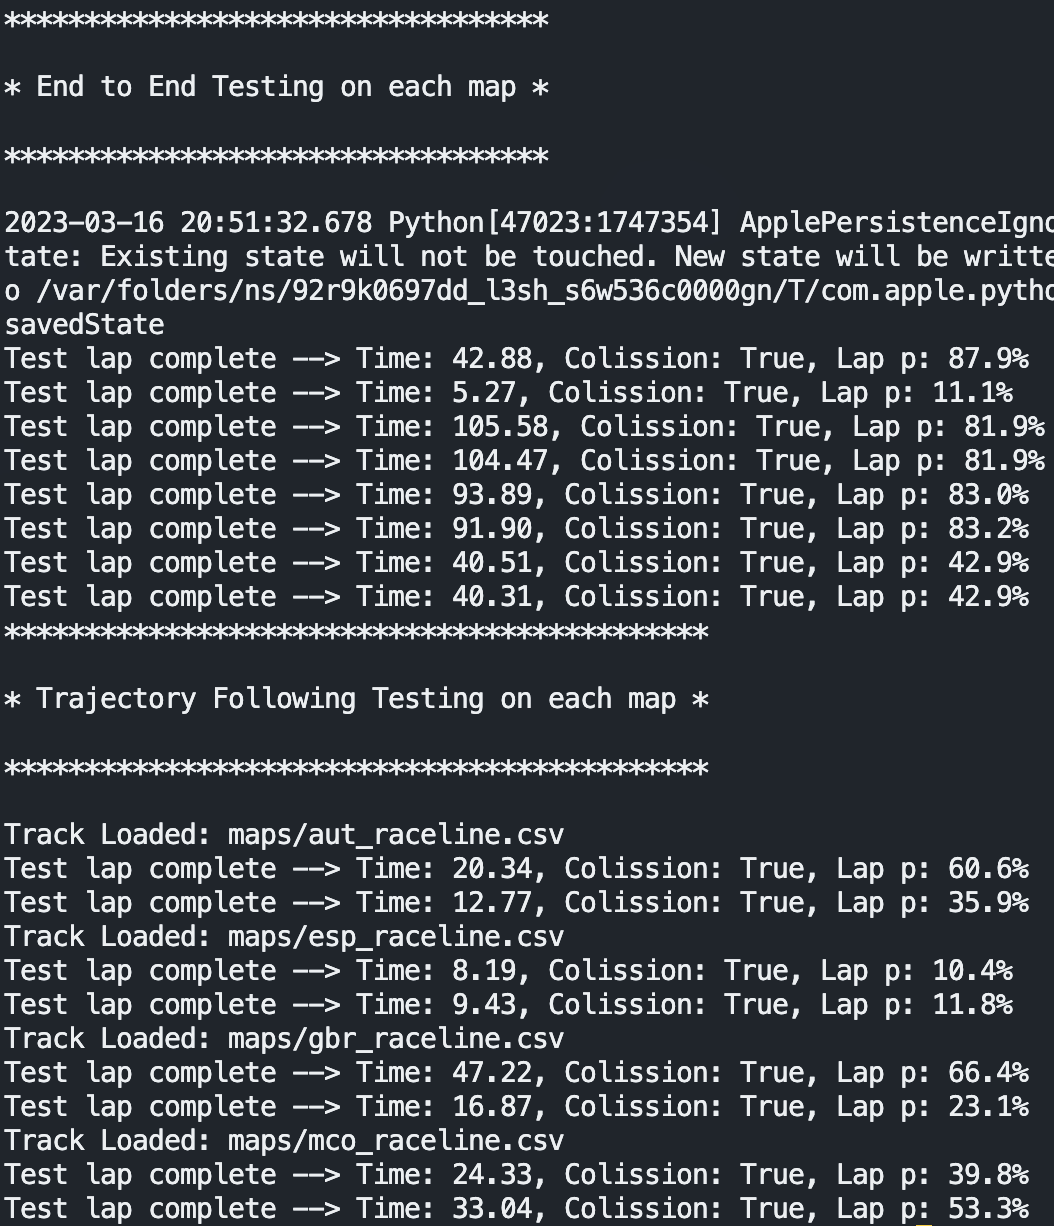 **********************************
* End to End Testing on each map *
**********************************
2023-03-16 20:51:32.678 Python[47023:1747354] ApplePersistenceIgno
tate: Existing state will not be touched. New state will be writte
o /var/folders/ns/92r9k0697dd_l3sh_s6w536c0000gn/T/com.apple.pytho
savedState
Test lap complete --> Time: 42.88, Colission: True, Lap p: 87.9%
Test lap complete --> Time: 5.27, Colission: True, Lap p: 11.1%
Test lap complete --> Time: 105.58, Colission: True, Lap p: 81.9%
Test lap complete --> Time: 104.47, Colission: True, Lap p: 81.9%
Test lap complete --> Time: 93.89, Colission: True, Lap p: 83.0%
Test lap complete --> Time: 91.90, Colission: True, Lap p: 83.2%
Test lap complete --> Time: 40.51, Colission: True, Lap p: 42.9%
Test lap complete --> Time: 40.31, Colission: True, Lap p: 42.9%
********************************************
* Trajectory Following Testing on each map *
********************************************
Track Loaded: maps/aut_raceline.csv
Test lap complete --> Time: 20.34, Colission: True, Lap p: 60.6%
Test lap complete --> Time: 12.77, Colission: True, Lap p: 35.9%
Track Loaded: maps/esp_raceline.csv
Test lap complete --> Time: 8.19, Colission: True, Lap p: 10.4%
Test lap complete --> Time: 9.43, Colission: True, Lap p: 11.8%
Track Loaded: maps/gbr_raceline.csv
Test lap complete --> Time: 47.22, Colission: True, Lap p: 66.4%
Test lap complete --> Time: 16.87, Colission: True, Lap p: 23.1%
Track Loaded: maps/mco_raceline.csv
Test lap complete --> Time: 24.33, Colission: True, Lap p: 39.8%
Test lap complete --> Time: 33.04, Colission: True, Lap p: 53.3%